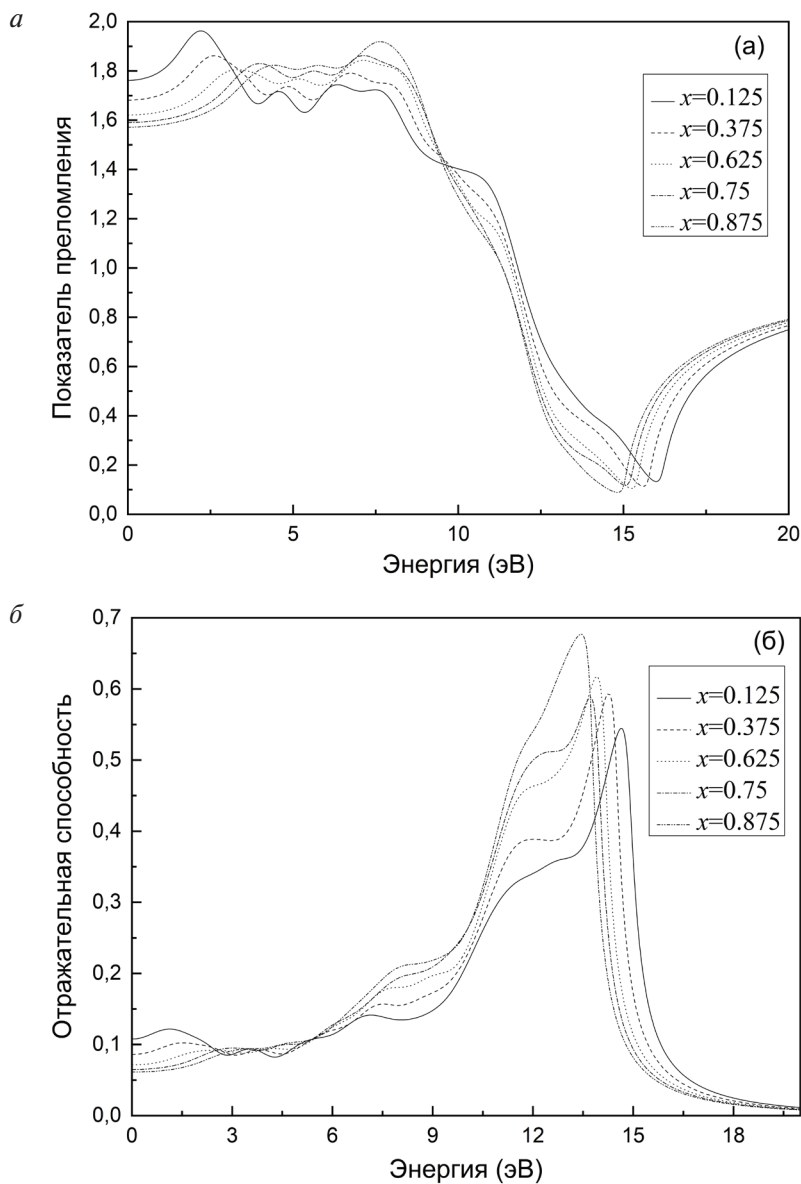 а
(а)
2,0
1,8
1,6
1,4
1,2
1,0
0,8
0,6
0,4
0,2
0,0
Показатель преломления
x=0.125
x=0.375
x=0.625
x=0.75
x=0.875
0
5
10
15
20
Энергия (эВ)
б
(б)
0,7
0,6
0,5
0,4
0,3
0,2
0,1
0,0
Отражательная способность
x=0.125
x=0.375
x=0.625
x=0.75
x=0.875
0
3
6
9
12
15
18
Энергия (эВ)